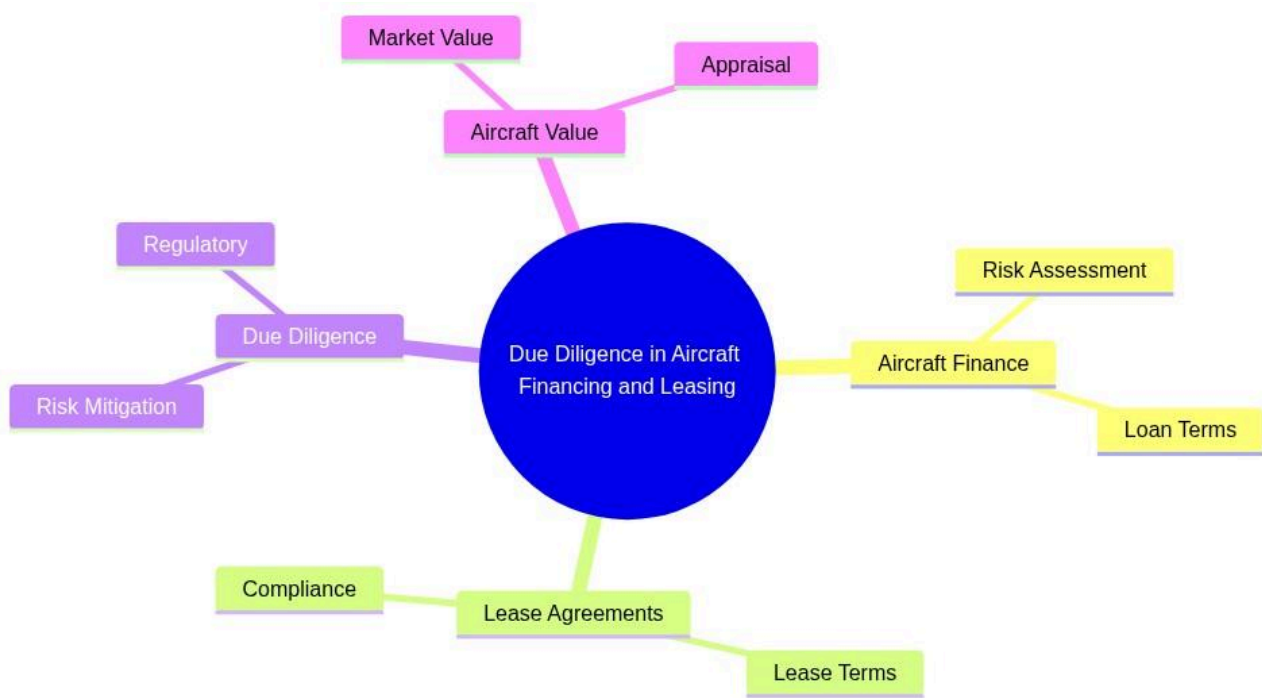 Market Value
Appraisal
Aircraft Value
Regulatory
Due Diligence
Risk Mitigation
Due Diligence in Aircraft
Financing and Leasing
Risk Assessment
Aircraft Finance
Loan Terms
Compliance
Lease Agreements
Lease Terms